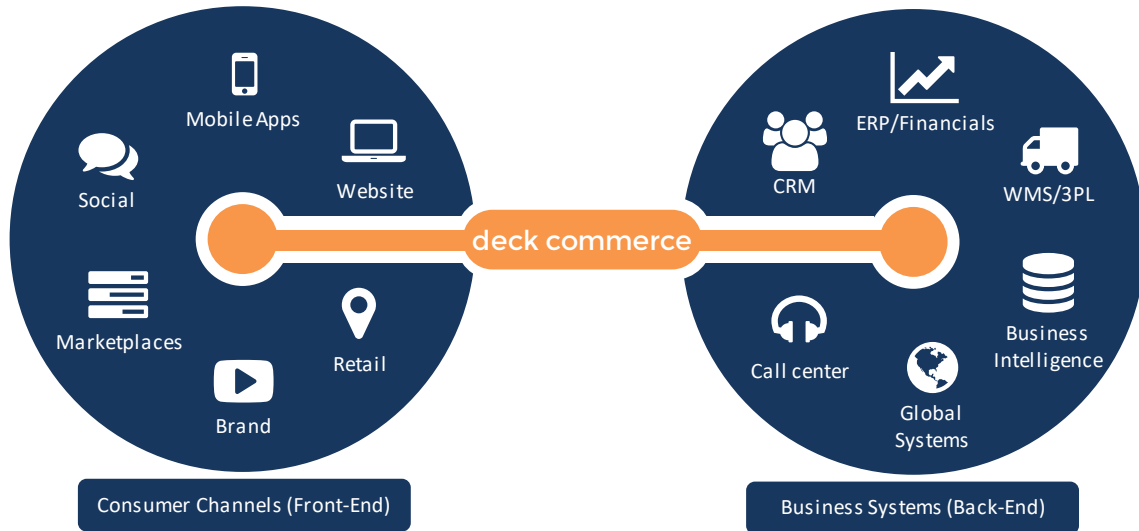 Mobile Apps
Social
Website
Marketplaces
Retail
Brand
Consumer Channels (Front-End)
deck commerce
ERP/Financials
CRM
WMS/3PL
Business
Intelligence
Call center
Global
Systems
Business Systems (Back-End)